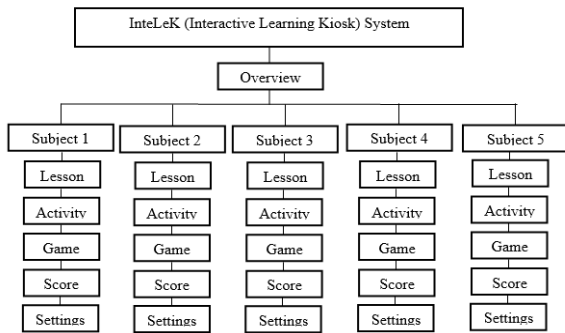 InteLeK (Interactive Learning Kiosk) System
Overview
Subject 1 Subject 2 Subject 3 Subject 4 Subject 5
Lesson Lesson Lesson Lesson Lesson
Activity Activity Activity Activity Activity
Game Game Game Game Game
Score Score Score Score Score
Settings Settings Settings Settings Settings